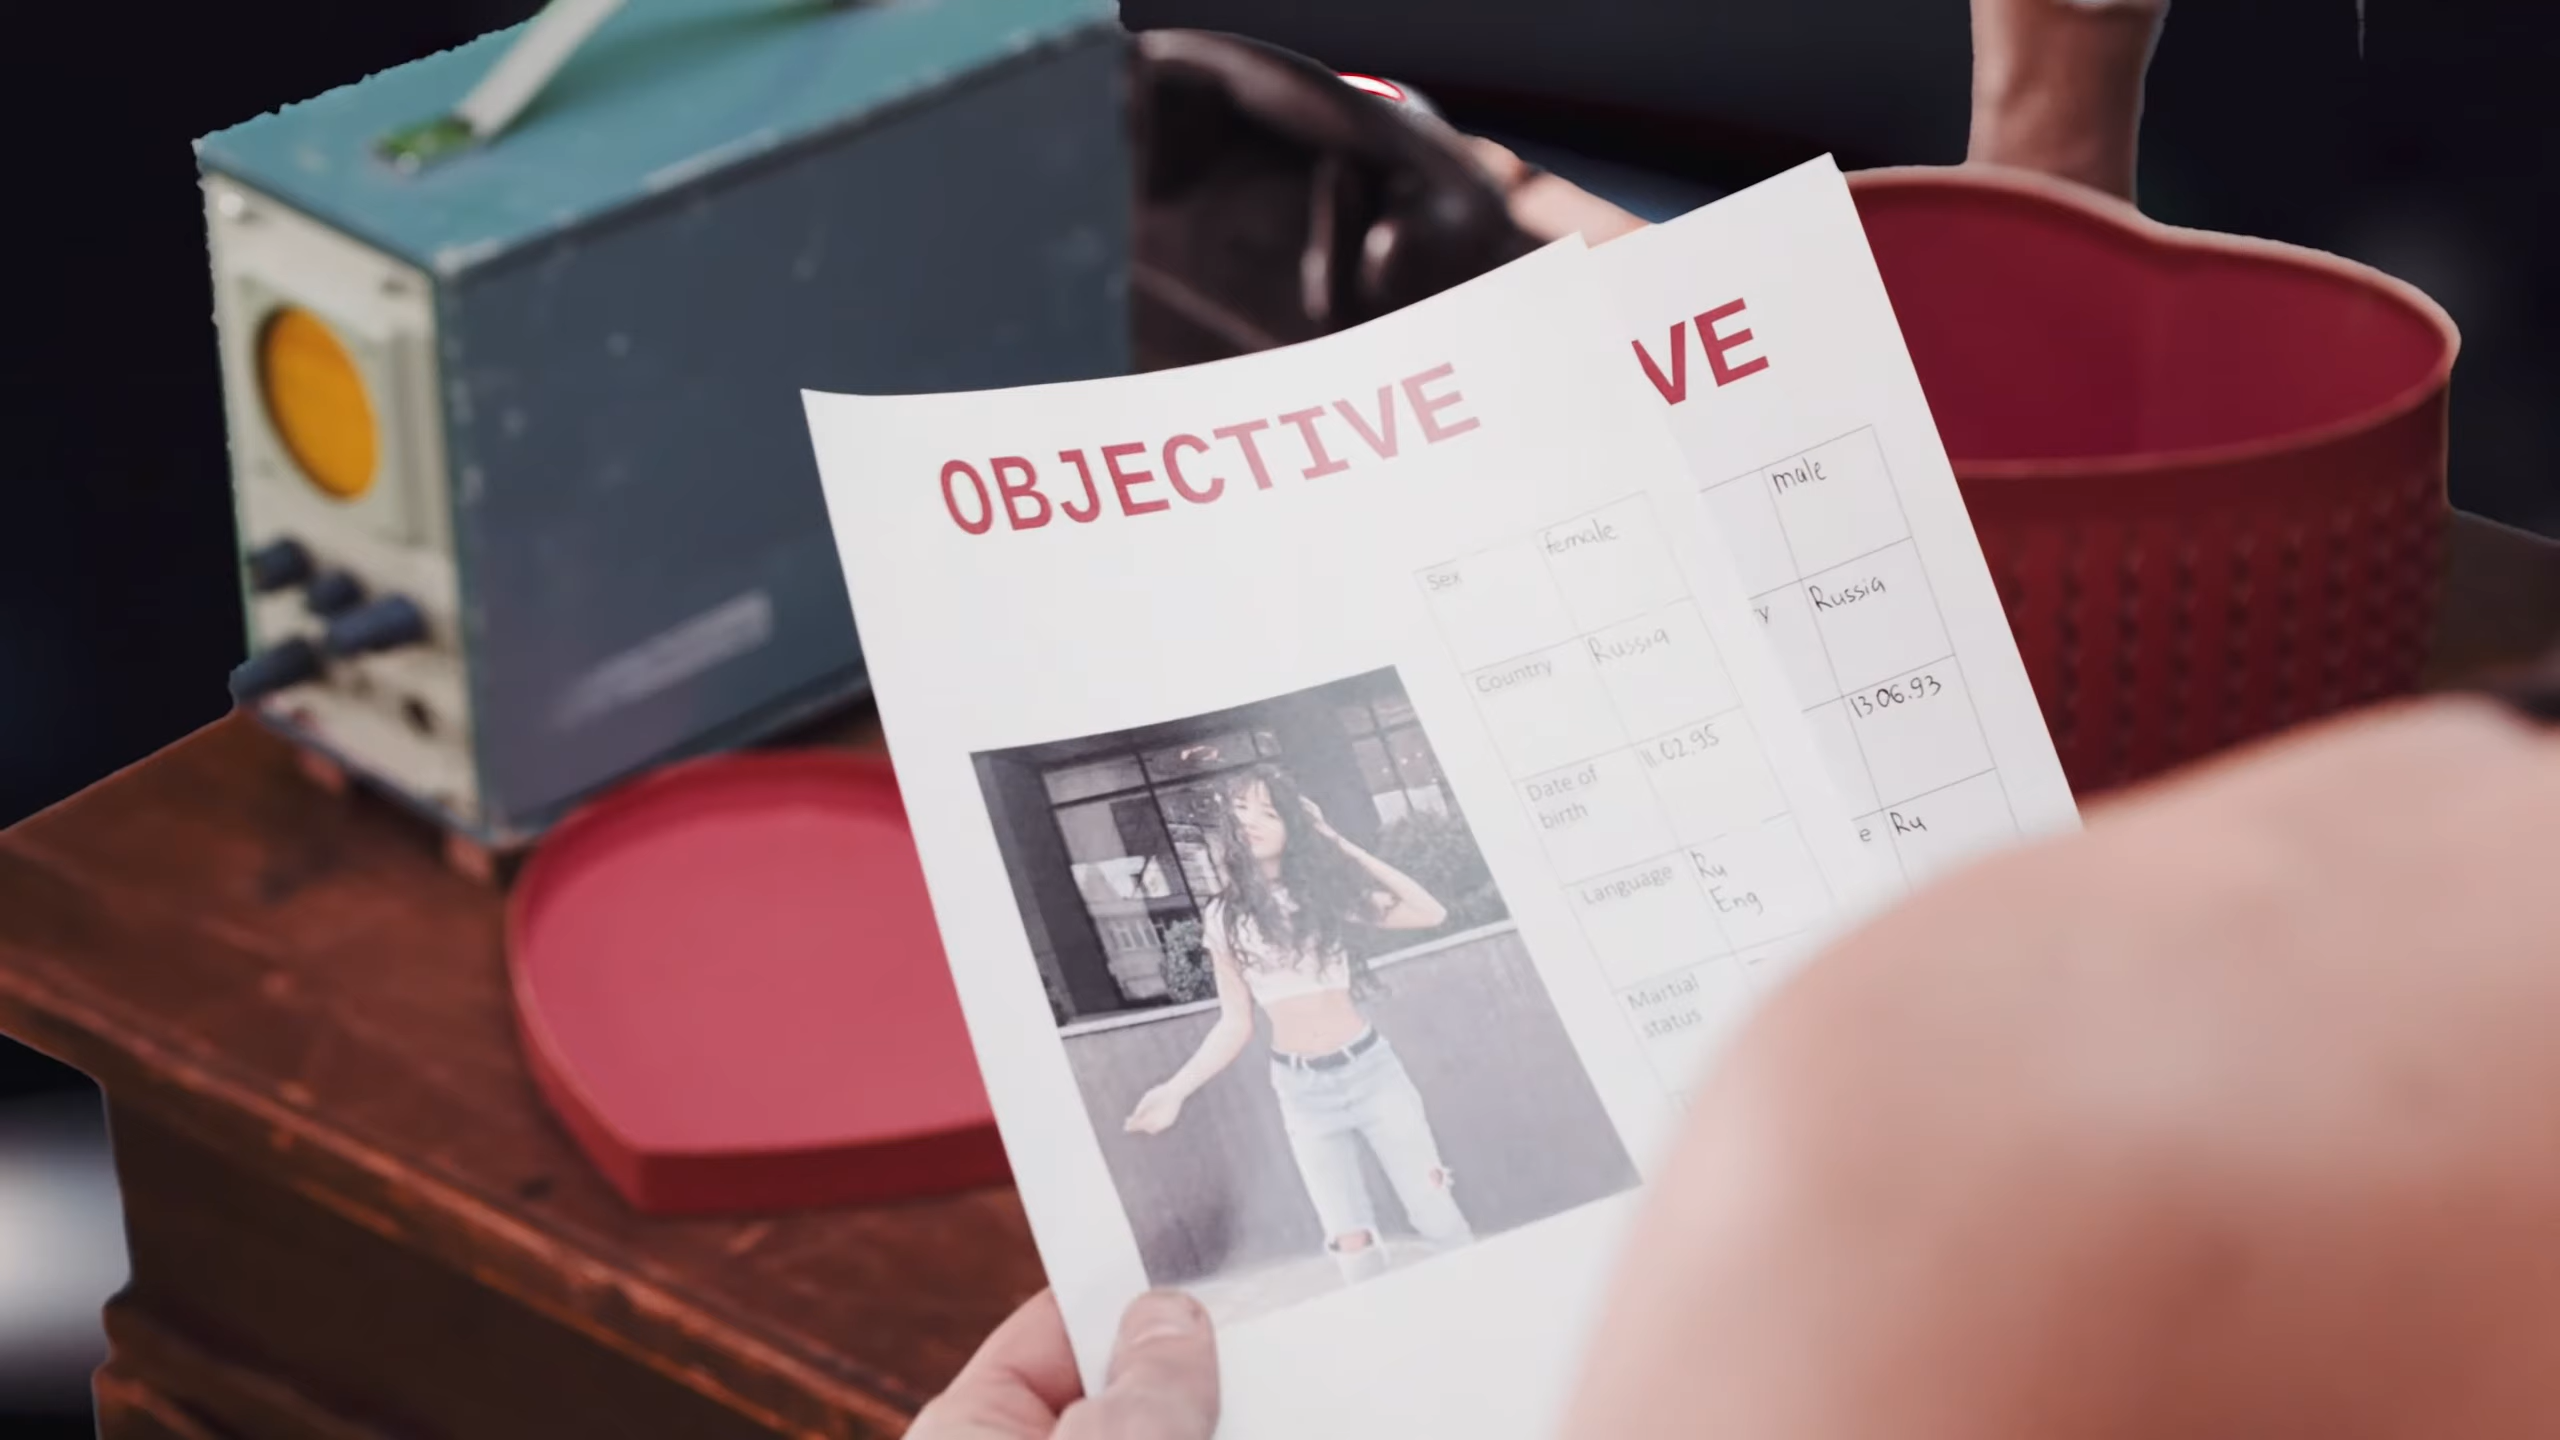 OBJECTIVE
Sex female
Country Russia
Date of 11.02.95
birth
Language Ru
Eng
Martial
status
VE
male
y Russia
13.06.93
e Ru